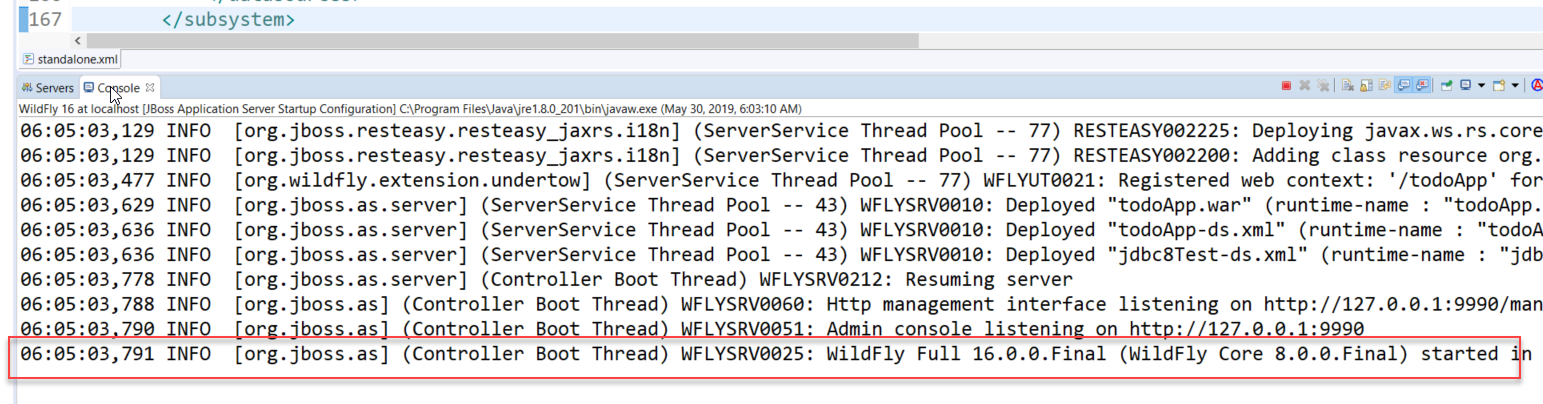 167 </subsystem>
standalone.xml
Servers Console
WildFly 16 at localhost [JBoss Application Server Startup Configuration] C:\Program Files\Java\jre1.8.0_201\bin\javaw.exe (May 30, 2019, 6:03:10 AM)
06:05:03,129 INFO [org.jboss.resteasy.resteasy_jaxrs.i18n] (ServerService Thread Pool -- 77) RESTEASY002225: Deploying javax.ws.rs.core
06:05:03,129 INFO [org.jboss.resteasy.resteasy_jaxrs.i18n] (ServerService Thread Pool -- 77) RESTEASY002200: Adding class resource org.
06:05:03,477 INFO [org.wildfly.extension.undertow] (ServerService Thread Pool -- 77) WFLYUT0021: Registered web context: '/todoApp' for
06:05:03,629 INFO [org.jboss.as.server] (ServerService Thread Pool -- 43) WFLYSRV0010: Deployed "todoApp.war" (runtime-name : "todoApp.
06:05:03,636 INFO [org.jboss.as.server] (ServerService Thread Pool -- 43) WFLYSRV0010: Deployed "todoApp-ds.xml" (runtime-name : "todoA
06:05:03,636 INFO [org.jboss.as.server] (ServerService Thread Pool -- 43) WFLYSRV0010: Deployed "jdbc8Test-ds.xml" (runtime-name : "jdb
06:05:03,778 INFO [org.jboss.as.server] (Controller Boot Thread) WFLYSRV0212: Resuming server
06:05:03,788 INFO [org.jboss.as] (Controller Boot Thread) WFLYSRV0060: Http management interface listening on http://127.0.0.1:9990/man
06:05:03,790 INFO [org.jboss.as] (Controller Boot Thread) WFLYSRV0051: Admin console listening on http://127.0.0.1:9990
06:05:03,791 INFO [org.jboss.as] (Controller Boot Thread) WFLYSRV0025: WildFly Full 16.0.0.Final (WildFly Core 8.0.0.Final) started in